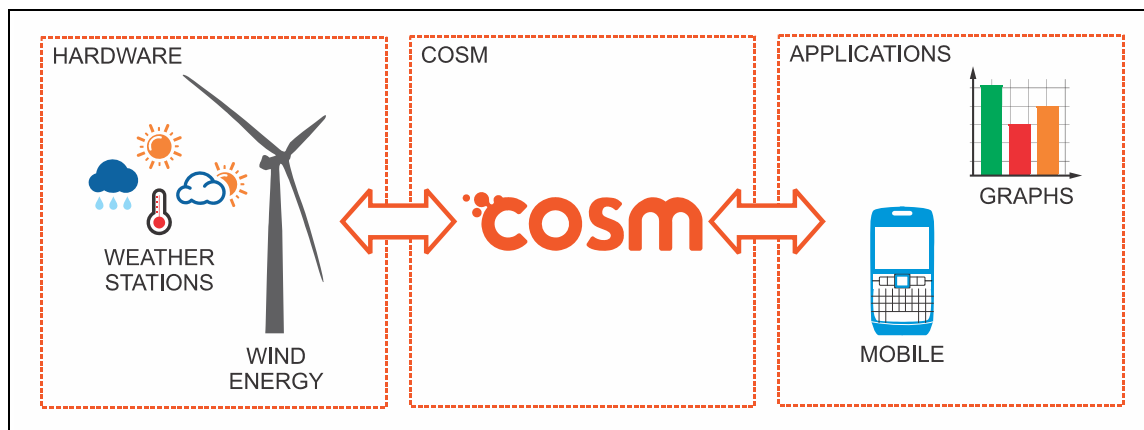 HARDWARE
WEATHER
STATIONS
WIND
ENERGY
COSM
cosm
APPLICATIONS
GRAPHS
MOBILE